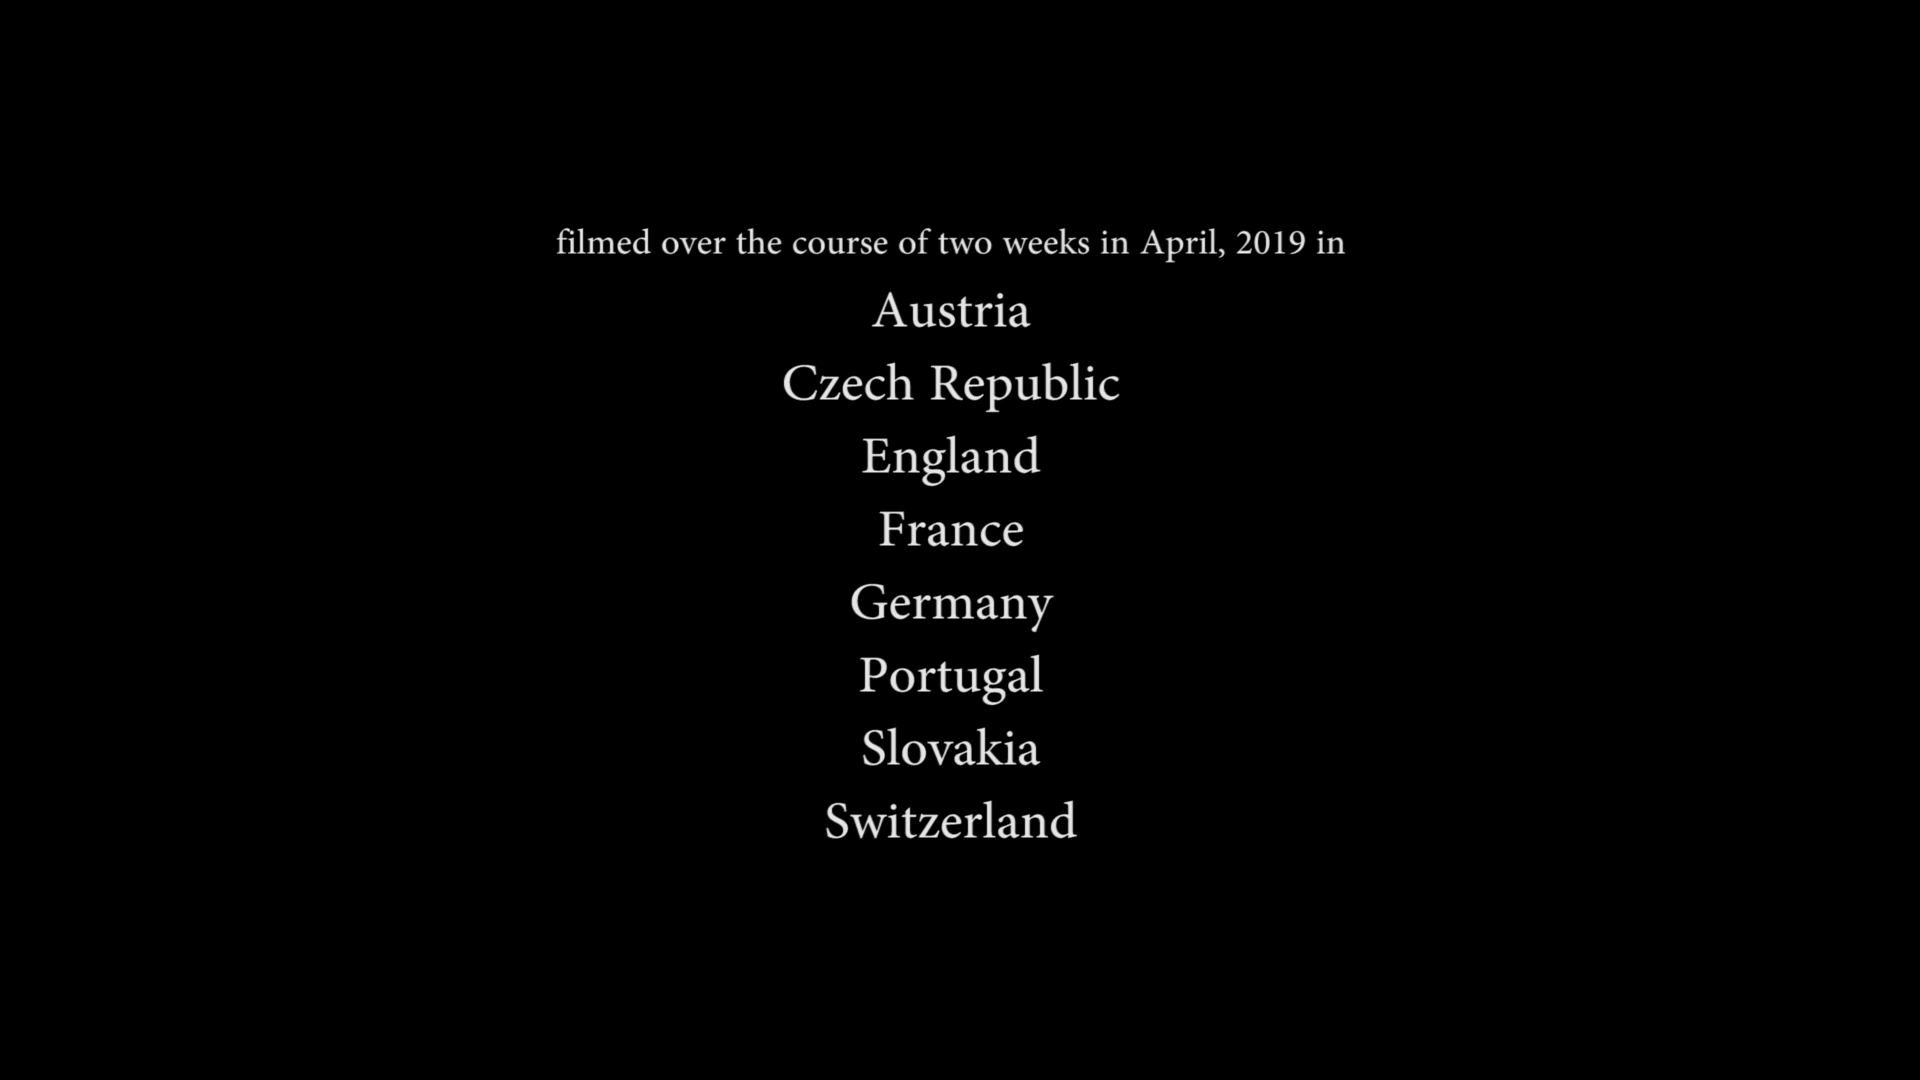 filmed over the course of two weeks in April, 2019 in
Austria
Czech Republic
England
France
Germany
Portugal
Slovakia
Switzerland